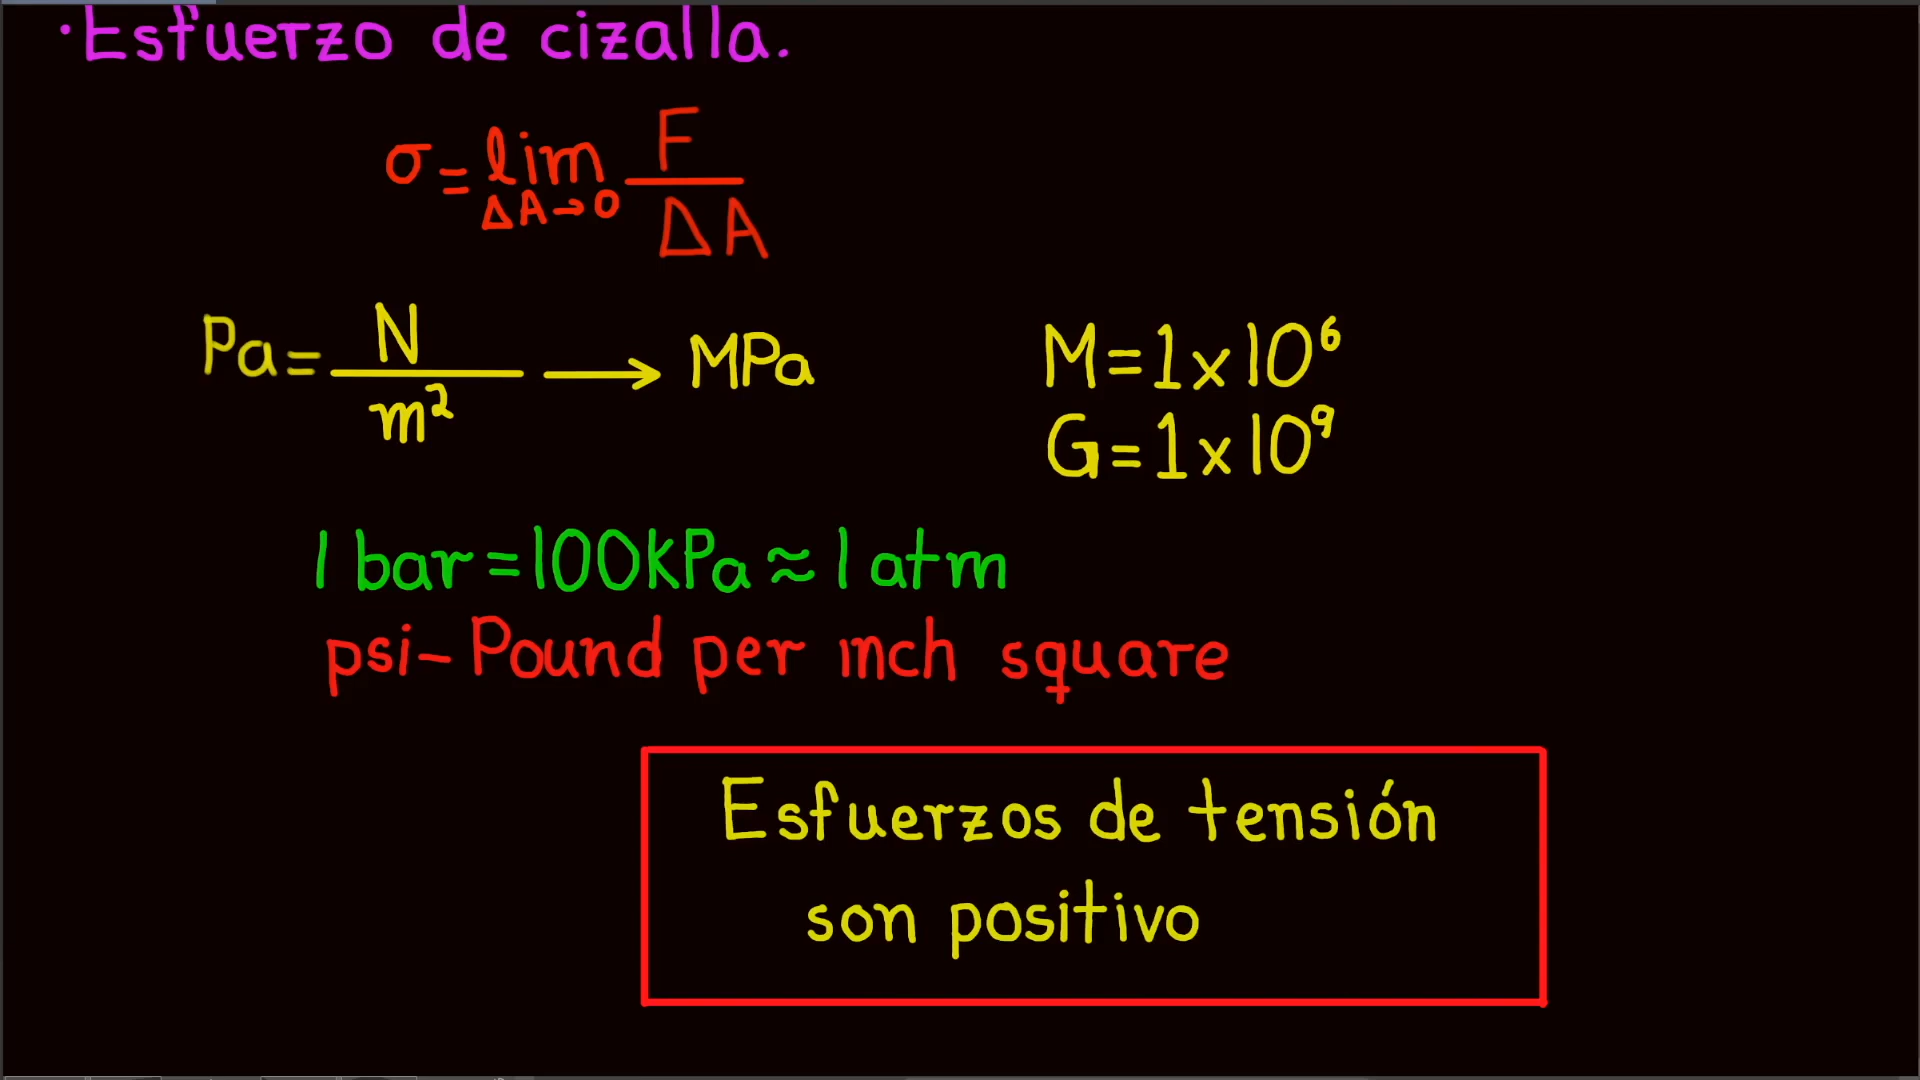 ·Esfuerzo de cizalla.
σ = lim ΔA→0 F/ΔA
Pa = N/m² → MPa
M = 1x10⁶
G = 1x10⁹
1 bar = 100kPa ≈ 1 atm
psi - Pound per inch square
Esfuerzos de tensión
son positivo